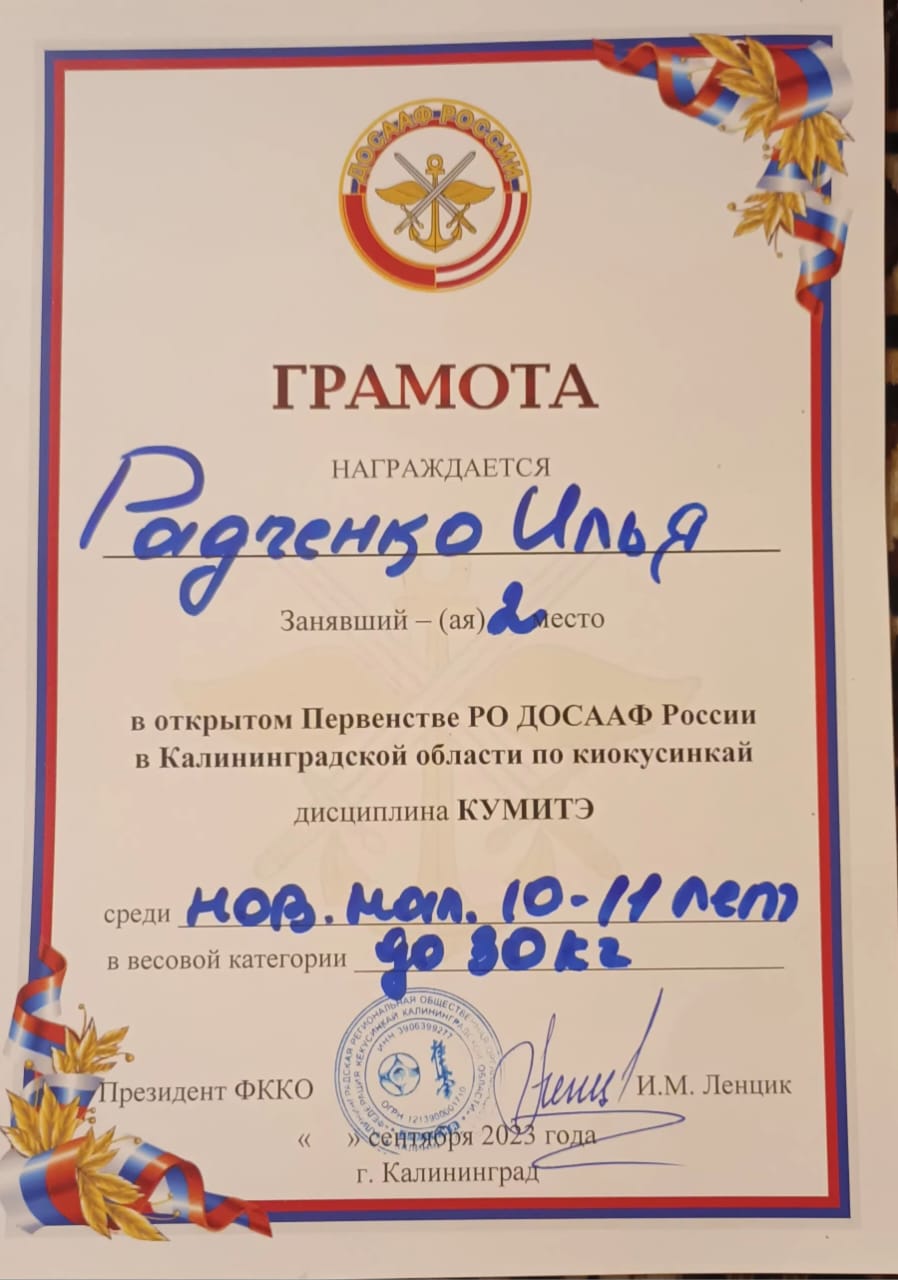 ДОСААФ РОССИИ
ГРАМОТА
НАГРАЖДАЕТСЯ
Радченко Илья
Занявший – (ая) 2 место
в открытом Первенстве РО ДОСААФ России
в Калининградской области по киокусинкай
дисциплина КУМИТЭ
среди нов. мал. 10-11 лет
в весовой категории до 30 кг
ИНН 3906399277
Президент ФККО И.М. Ленцик
« » сентября 2023 года
г. Калининград